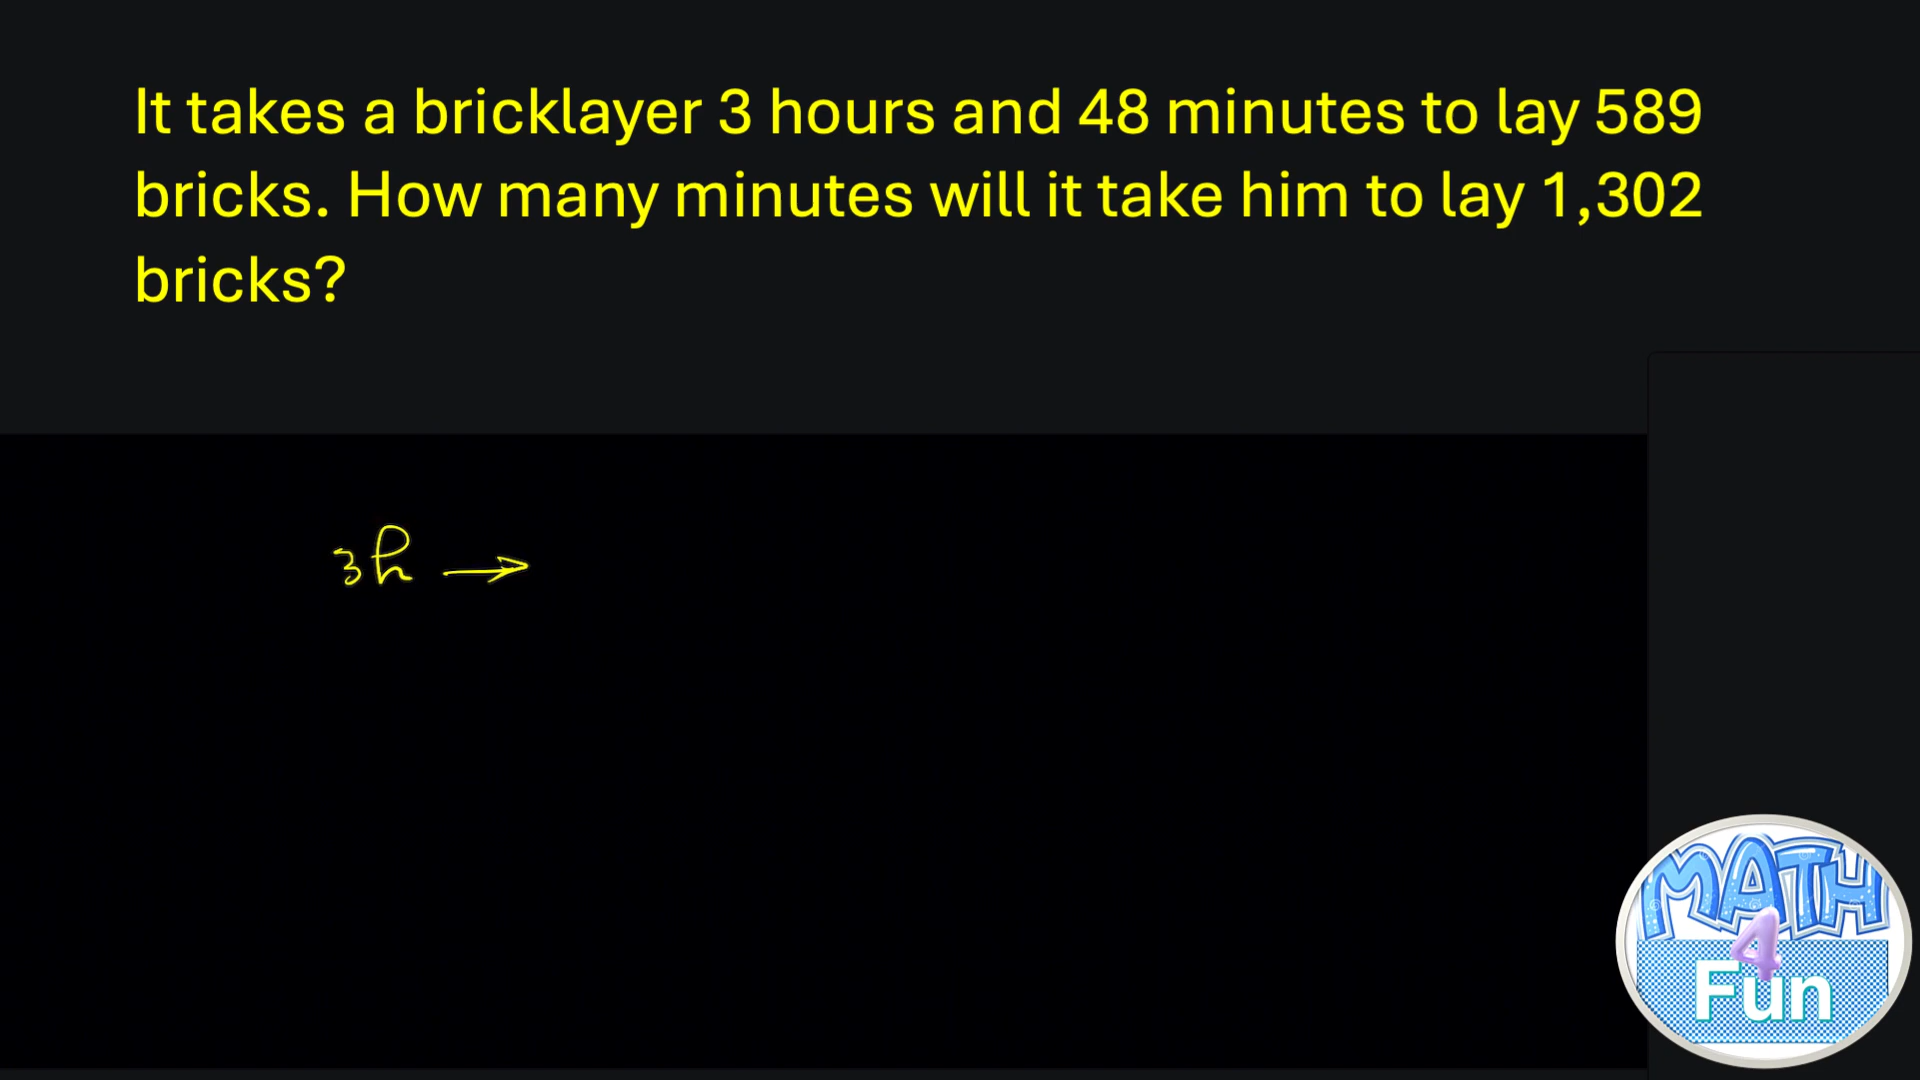 It takes a bricklayer 3 hours and 48 minutes to lay 589
bricks. How many minutes will it take him to lay 1,302
bricks?
3h →
MATH
4
Fun